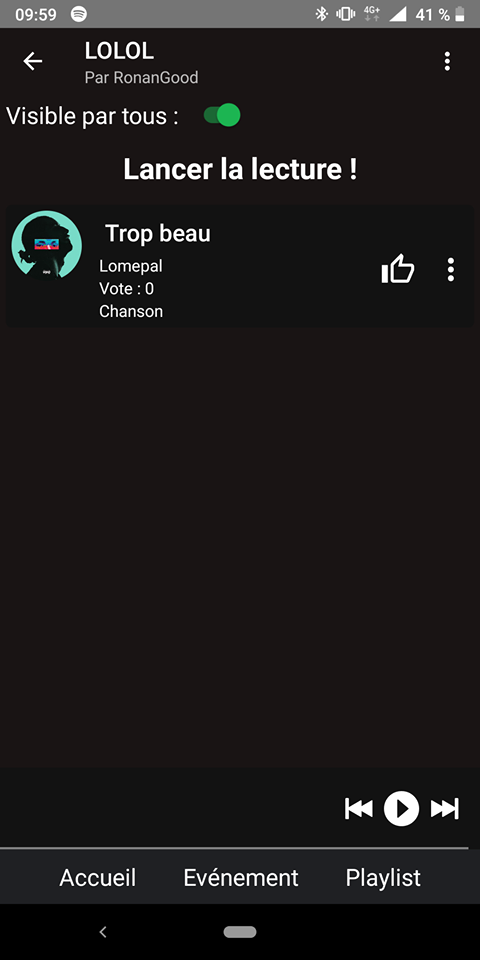 09:59
4G+
41 %
LOLOL
Par RonanGood
Visible par tous :
Lancer la lecture !
Trop beau
Lomepal
Vote : 0
Chanson
Accueil
Evénement
Playlist